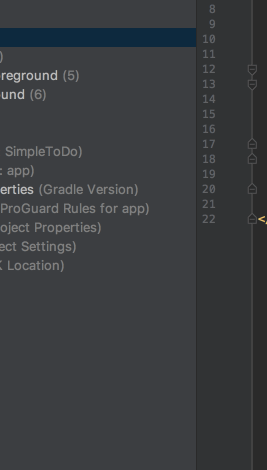 )
reground (5)
und (6)
SimpleToDo)
: app)
erties (Gradle Version)
ProGuard Rules for app)
oject Properties)
ect Settings)
K Location)
8
9
10
11
12
13
14
15
16
17
18
19
20
21
22
</